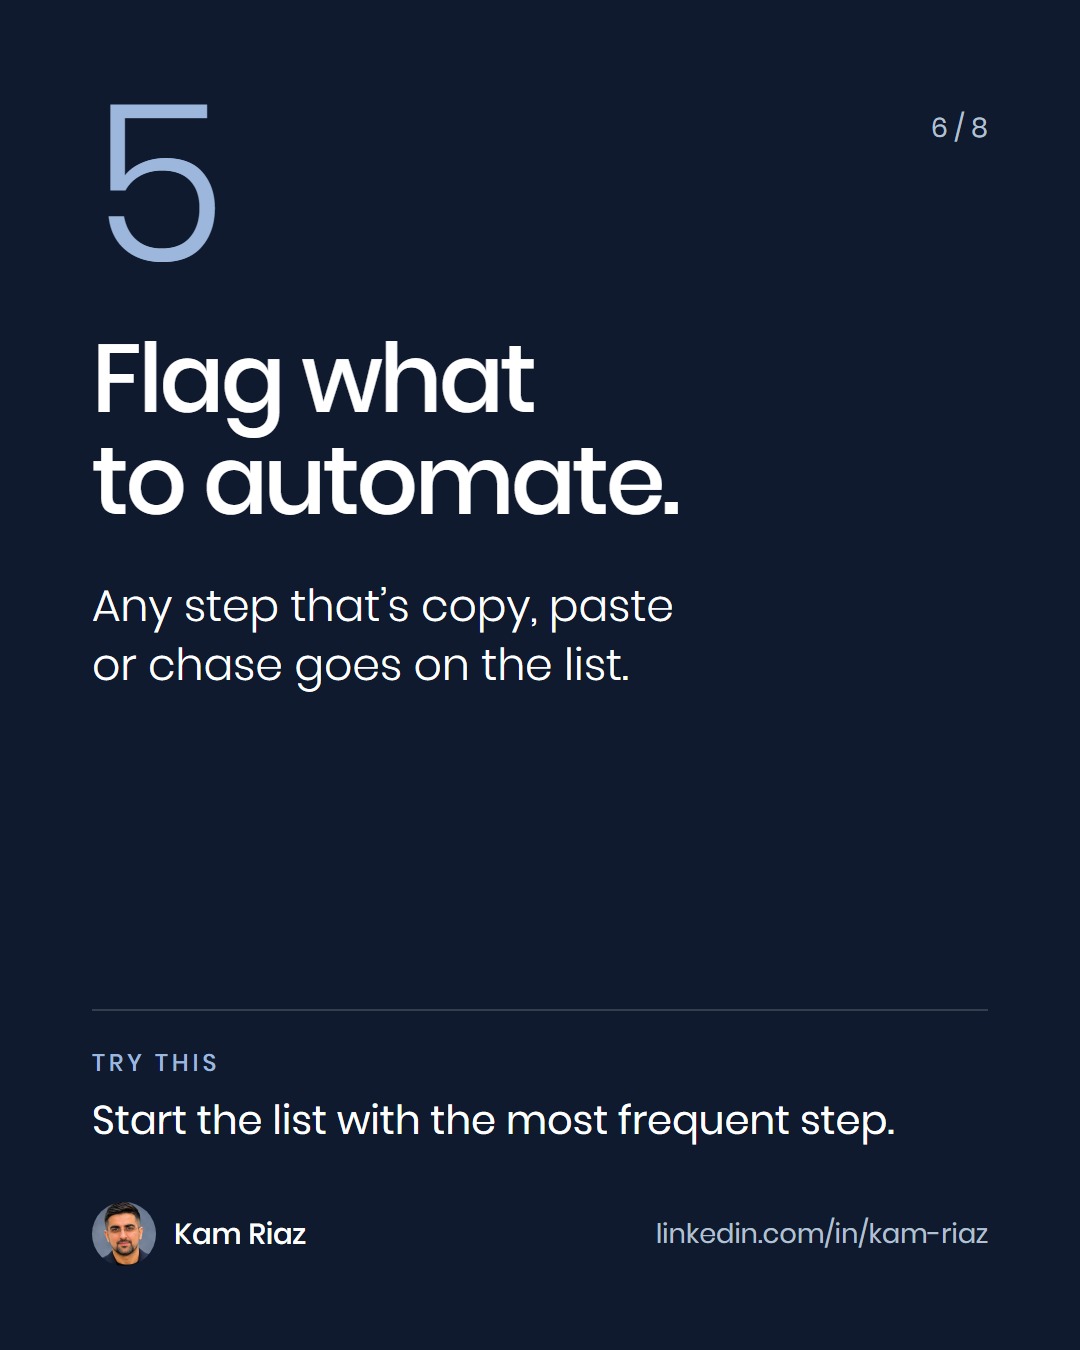 5
6 / 8
Flag what
to automate.
Any step that’s copy, paste
or chase goes on the list.
TRY THIS
Start the list with the most frequent step.
Kam Riaz
linkedin.com/in/kam-riaz